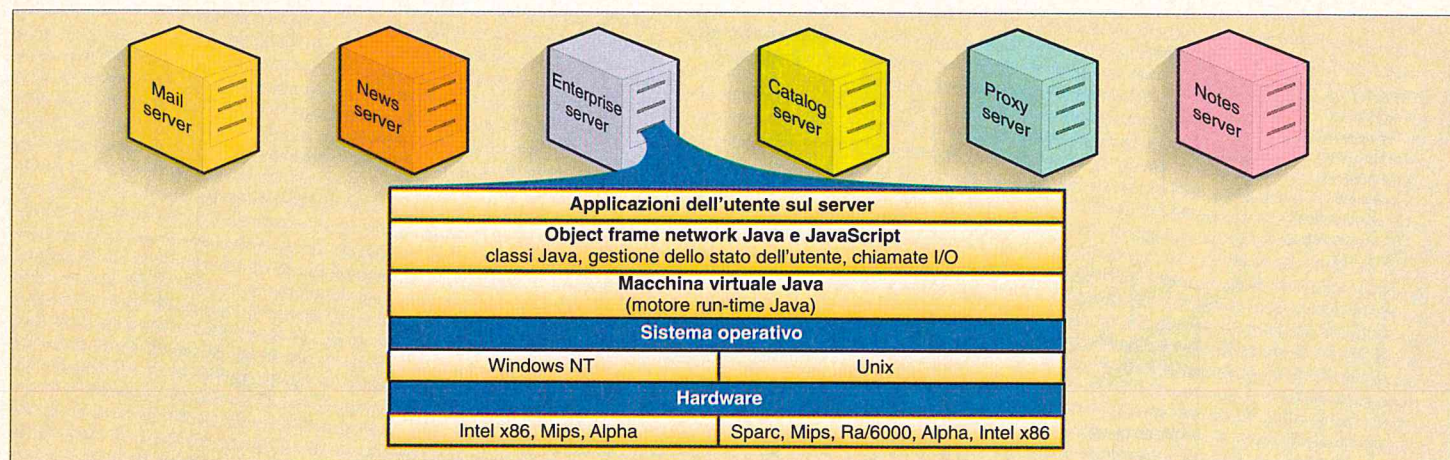 Mail
server
News
server
Enterprise
server
Catalog
server
Proxy
server
Notes
server
Applicazioni dell'utente sul server
Object frame network Java e JavaScript
classi Java, gestione dello stato dell'utente, chiamate I/O
Macchina virtuale Java
(motore run-time Java)
Sistema operativo
Windows NT
Unix
Hardware
Intel x86, Mips, Alpha
Sparc, Mips, Ra/6000, Alpha, Intel x86